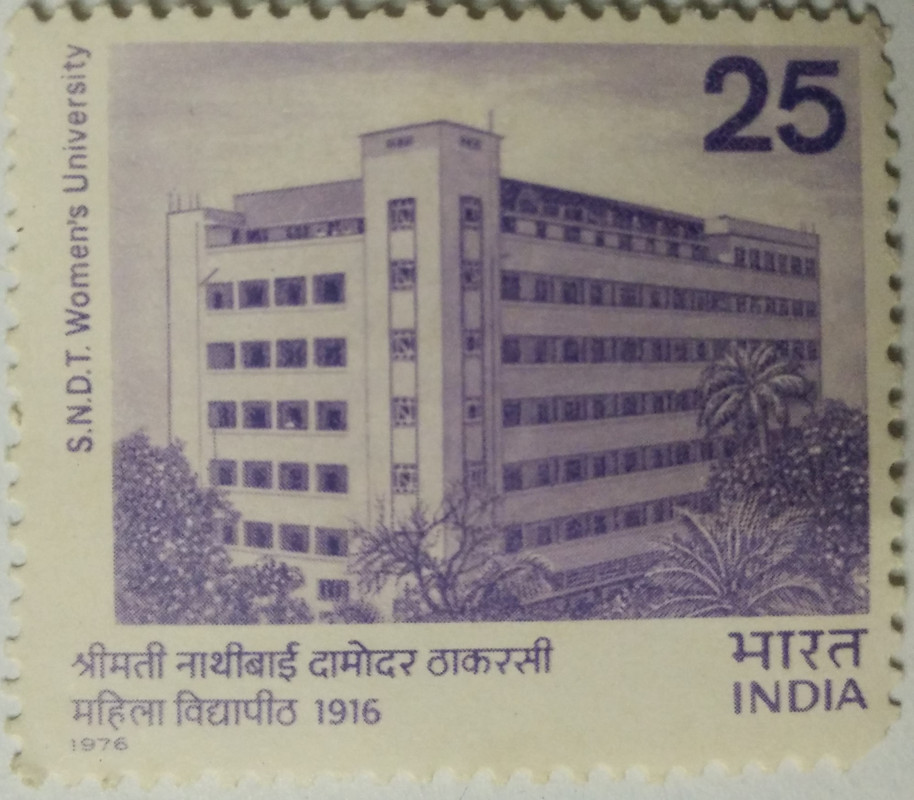 S.N.D.T. Women's University
25
श्रीमती नाथीबाई दामोदर ठाकरसी
महिला विद्यापीठ 1916
1976
भारत
INDIA